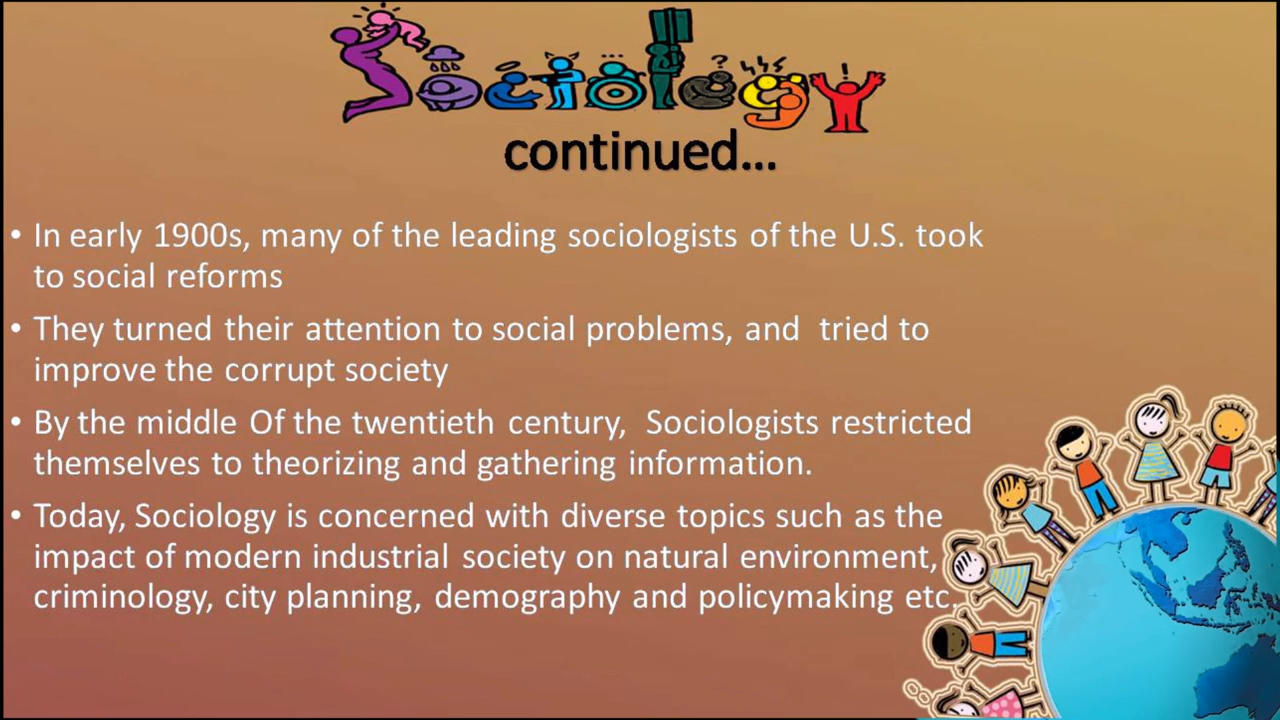 Sociology
continued...
• In early 1900s, many of the leading sociologists of the U.S. took
to social reforms
• They turned their attention to social problems, and tried to
improve the corrupt society
• By the middle Of the twentieth century, Sociologists restricted
themselves to theorizing and gathering information.
• Today, Sociology is concerned with diverse topics such as the
impact of modern industrial society on natural environment,
criminology, city planning, demography and policymaking etc.